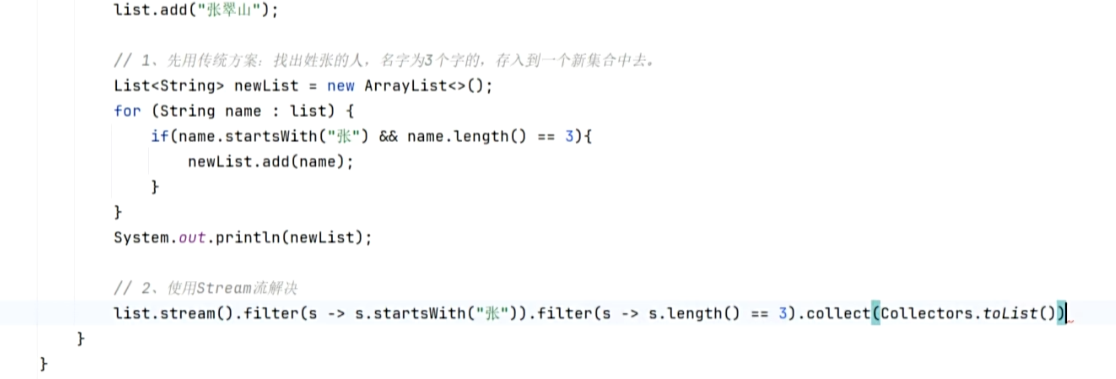 list.add("张翠山");
// 1、先用传统方案：找出姓张的人，名字为3个字的，存入到一个新集合中去。
List<String> newList = new ArrayList<>();
for (String name : list) {
if(name.startsWith("张") && name.length() == 3){
newList.add(name);
}
}
System.out.println(newList);
// 2、使用Stream流解决
list.stream().filter(s -> s.startsWith("张")).filter(s -> s.length() == 3).collect(Collectors.toList())
}
}